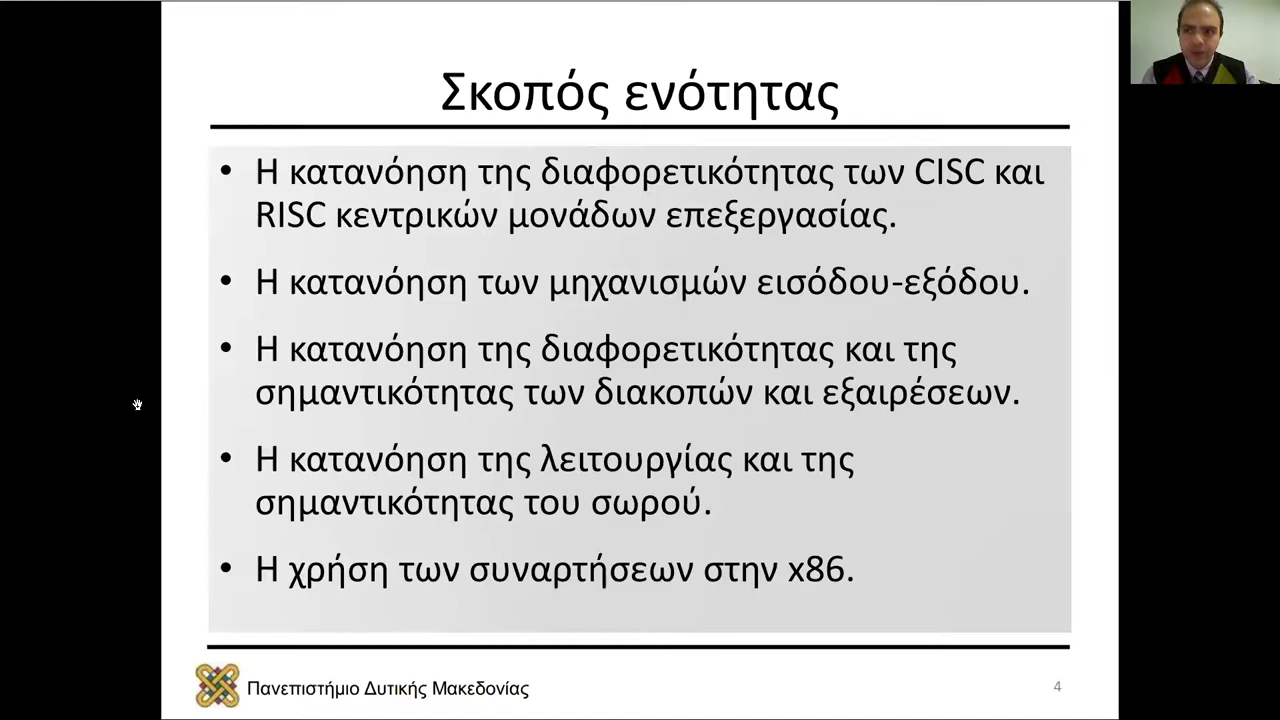 Σκοπός ενότητας
• Η κατανόηση της διαφορετικότητας των CISC και
RISC κεντρικών μονάδων επεξεργασίας.
• Η κατανόηση των μηχανισμών εισόδου-εξόδου.
• Η κατανόηση της διαφορετικότητας και της
σημαντικότητας των διακοπών και εξαιρέσεων.
• Η κατανόηση της λειτουργίας και της
σημαντικότητας του σωρού.
• Η χρήση των συναρτήσεων στην x86.
Πανεπιστήμιο Δυτικής Μακεδονίας
4